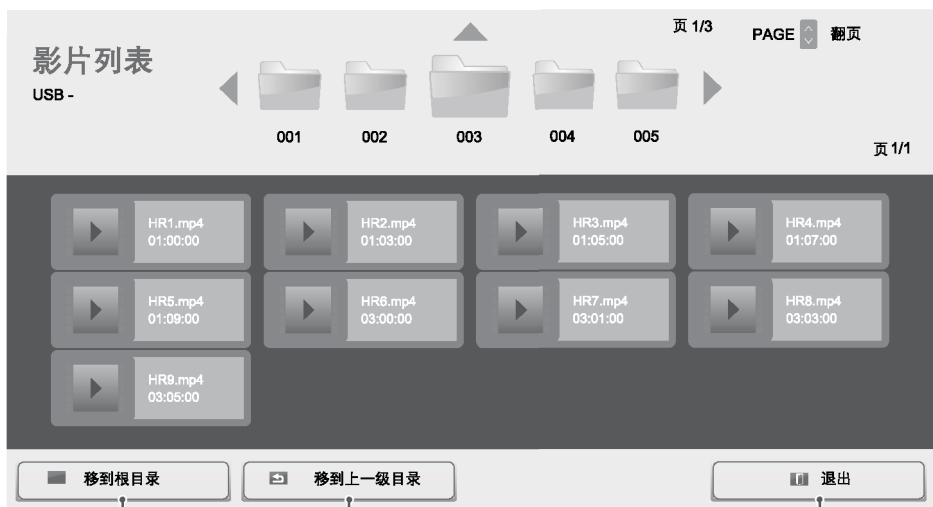 页 1/3
PAGE 翻页
影片列表
USB -
001 002 003 004 005
页 1/1
HR1.mp4 HR2.mp4 HR3.mp4 HR4.mp4
01:00:00 01:03:00 01:05:00 01:07:00
HR5.mp4 HR6.mp4 HR7.mp4 HR8.mp4
01:09:00 03:00:00 03:01:00 03:03:00
HR9.mp4
03:05:00
移到根目录 移到上一级目录 退出